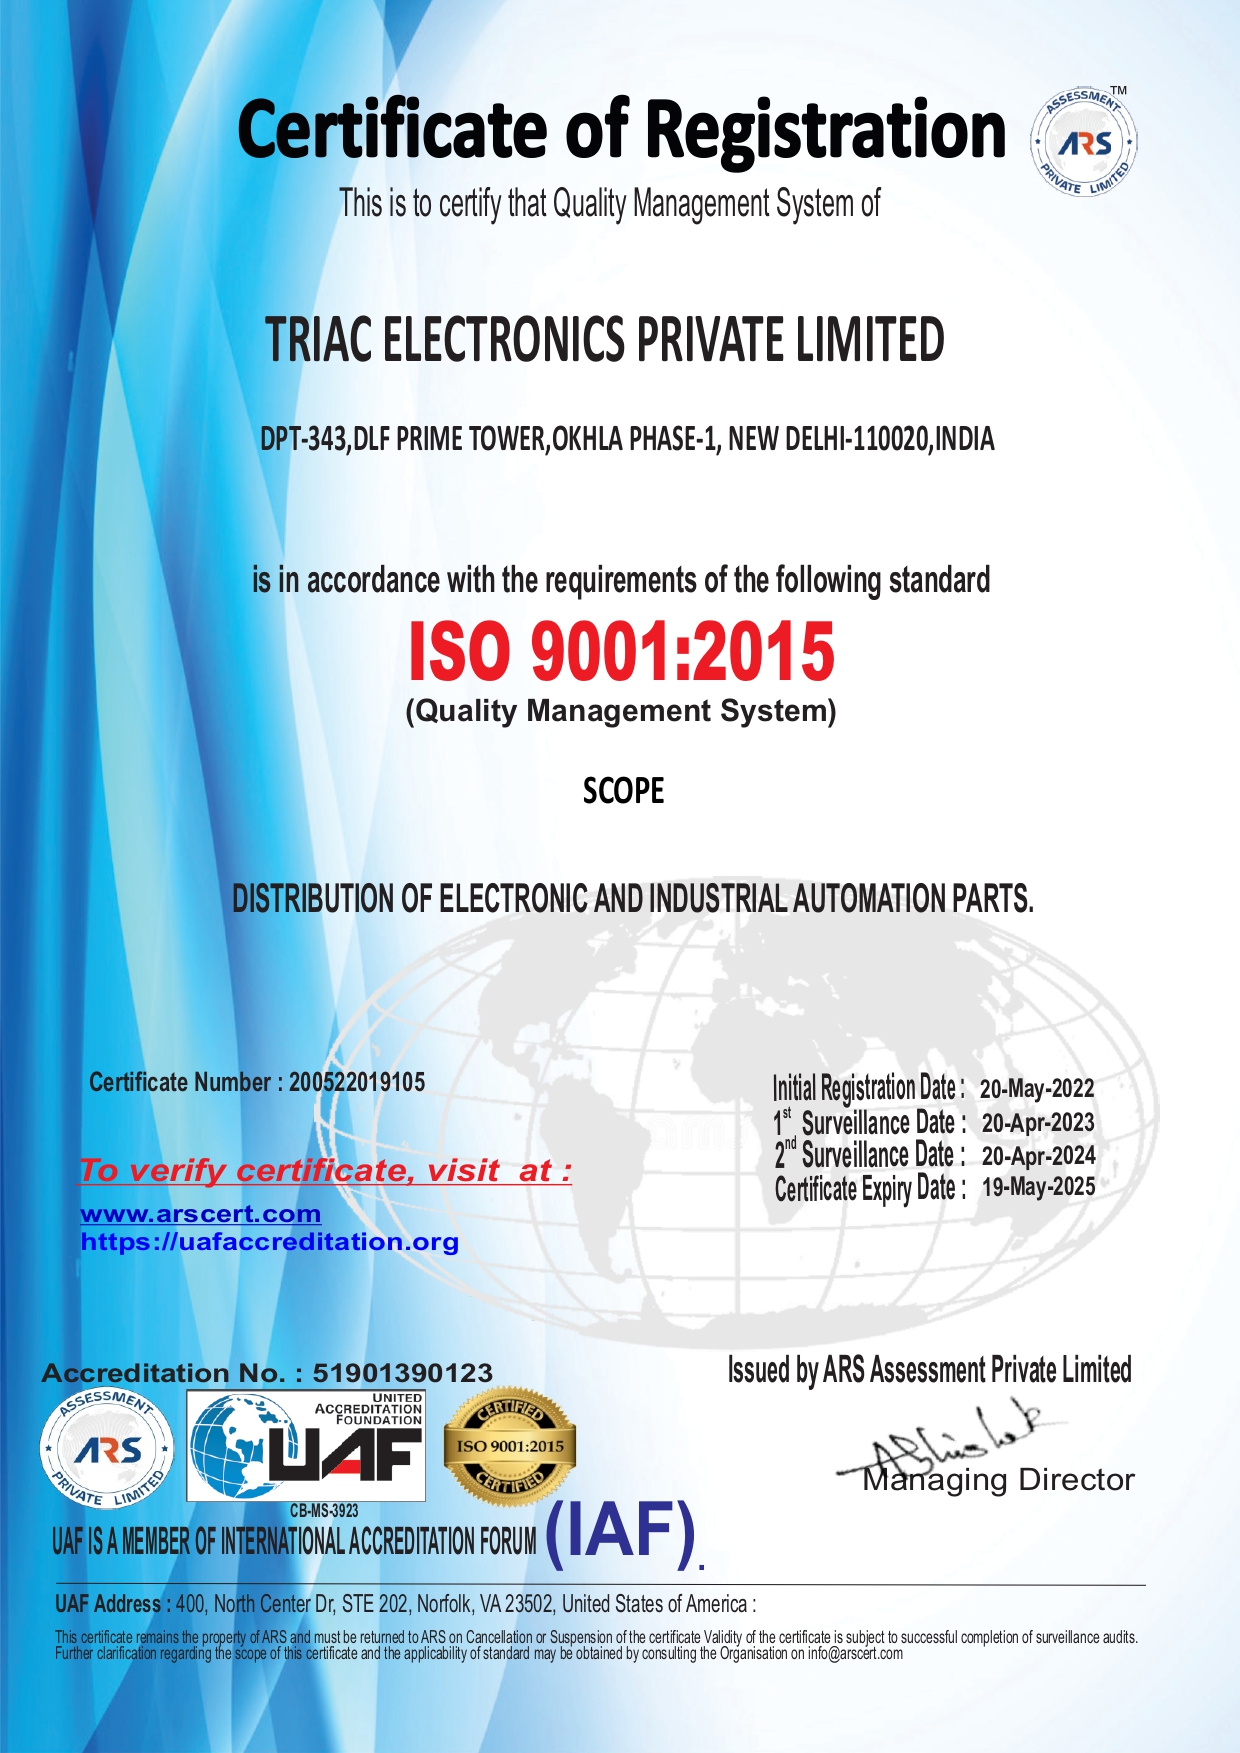 Certificate of Registration
ASSESSMENT
TM
ARS
PRIVATE LIMITED
This is to certify that Quality Management System of
TRIAC ELECTRONICS PRIVATE LIMITED
DPT-343,DLF PRIME TOWER,OKHLA PHASE-1, NEW DELHI-110020,INDIA
is in accordance with the requirements of the following standard
ISO 9001:2015
(Quality Management System)
SCOPE
DISTRIBUTION OF ELECTRONIC AND INDUSTRIAL AUTOMATION PARTS.
Certificate Number : 200522019105
Initial Registration Date : 20-May-2022
1st Surveillance Date : 20-Apr-2023
2nd Surveillance Date : 20-Apr-2024
Certificate Expiry Date : 19-May-2025
To verify certificate, visit at :
www.arscert.com
https://uafaccreditation.org
Accreditation No. : 51901390123
Issued by ARS Assessment Private Limited
ASSESSMENT
ARS
PRIVATE LIMITED
UNITED
ACCREDITATION
FOUNDATION
UAF
CERTIFIED
ISO 9001:2015
CERTIFIED
Abhishek
Managing Director
CB-MS-3923
UAF IS A MEMBER OF INTERNATIONAL ACCREDITATION FORUM (IAF).
UAF Address : 400, North Center Dr, STE 202, Norfolk, VA 23502, United States of America :
This certificate remains the property of ARS and must be returned to ARS on Cancellation or Suspension of the certificate Validity of the certificate is subject to successful completion of surveillance audits.
Further clarification regarding the scope of this certificate and the applicability of standard may be obtained by consulting the Organisation on info@arscert.com